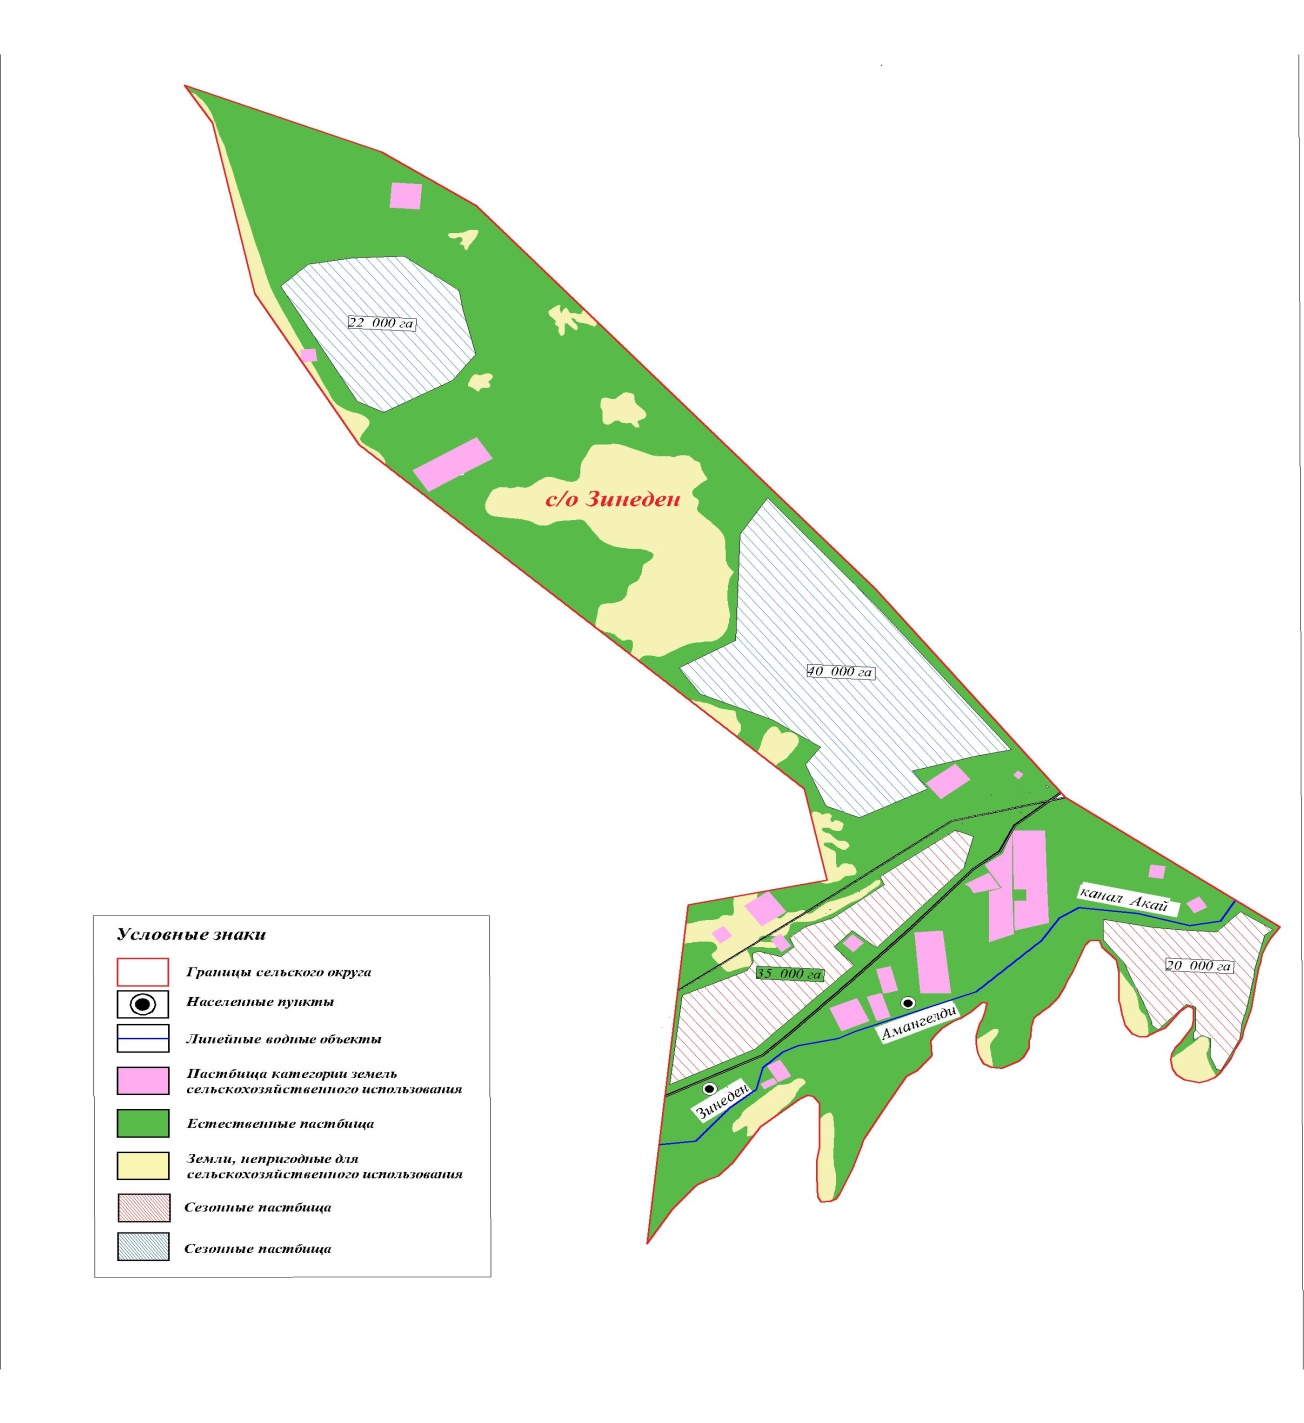 22 000 га
с/о Зинеден
40 000 га
канал Акай
20 000 га
35 000 га
Амангелди
Зинеден
Условные знаки
Границы сельского округа
Населенные пункты
Линейные водные объекты
Пастбища категории земель
сельскохозяйственного использования
Естественные пастбища
Земли, непригодные для
сельскохозяйственного использования
Сезонные пастбища
Сезонные пастбища